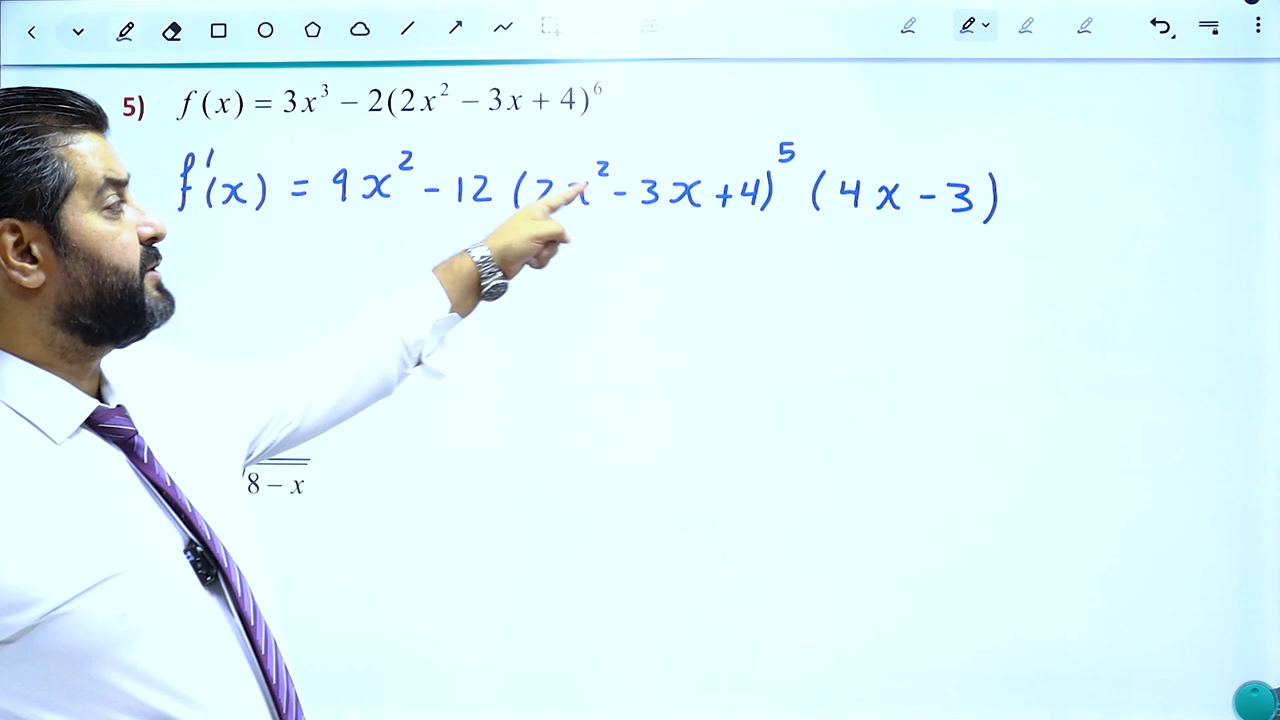 5) f(x) = 3x³ − 2(2x² − 3x + 4)⁶
f'(x) = 9x² - 12 (2x² - 3x + 4)⁵ (4x - 3)
8 − x